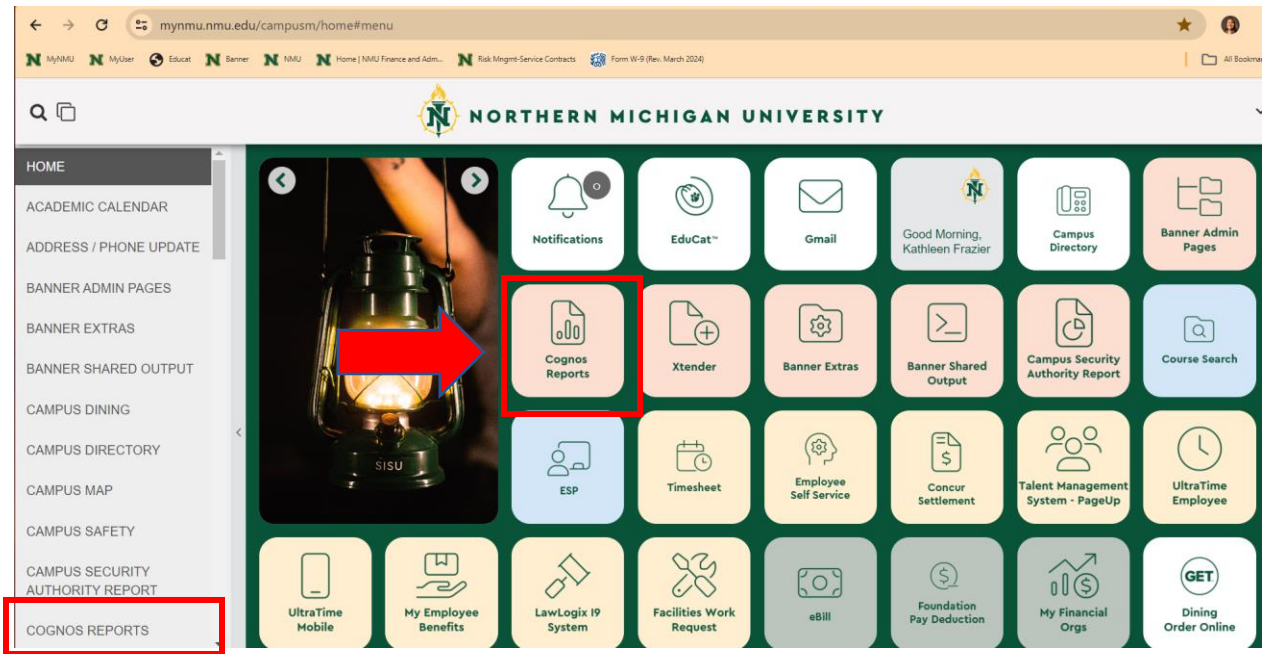 mynmu.nmu.edu/campusm/home#menu
MyNMU MyUser Educat Banner NMU Home | NMU Finance and Adm... Risk Mngmt-Service Contracts Form W-9 (Rev. March 2024) All Bookmar
NORTHERN MICHIGAN UNIVERSITY
HOME
ACADEMIC CALENDAR
ADDRESS / PHONE UPDATE
BANNER ADMIN PAGES
BANNER EXTRAS
BANNER SHARED OUTPUT
CAMPUS DINING
CAMPUS DIRECTORY
CAMPUS MAP
CAMPUS SAFETY
CAMPUS SECURITY
AUTHORITY REPORT
COGNOS REPORTS
SISU
0
Notifications
EduCat™
Gmail
Good Morning,
Kathleen Frazier
Campus
Directory
Banner Admin
Pages
Cognos
Reports
Xtender
Banner Extras
Banner Shared
Output
Campus Security
Authority Report
Course Search
ESP
Timesheet
Employee
Self Service
Concur
Settlement
Talent Management
System - PageUp
UltraTime
Employee
UltraTime
Mobile
My Employee
Benefits
LawLogix I9
System
Facilities Work
Request
eBill
Foundation
Pay Deduction
My Financial
Orgs
GET.
Dining
Order Online